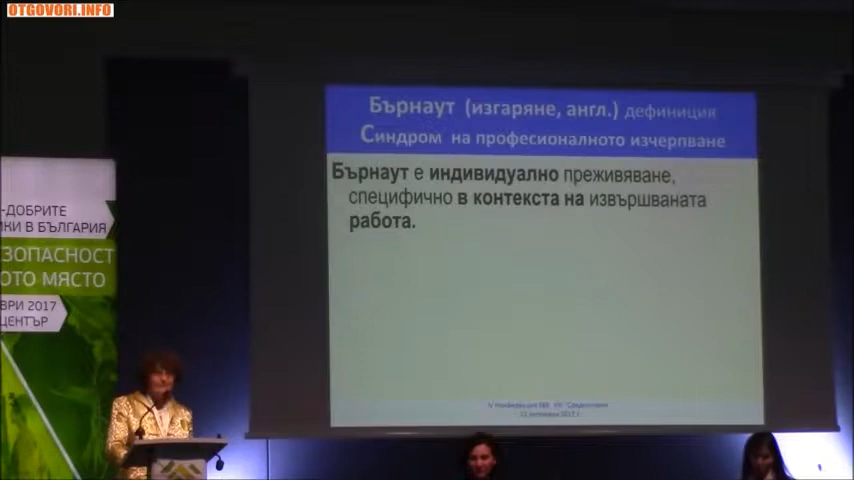 OTGOVORI.INFO
Бърнаут (изгаряне, англ.) дефиниция
Синдром на професионалното изчерпване
Бърнаут е индивидуално преживяване,
специфично в контекста на извършваната
работа.
-ДОБРИТЕ
ИКИ В БЪЛГАРИЯ
ЗОПАСНОСТ
ОТО МЯСТО
ВРИ 2017
ЦЕНТЪР